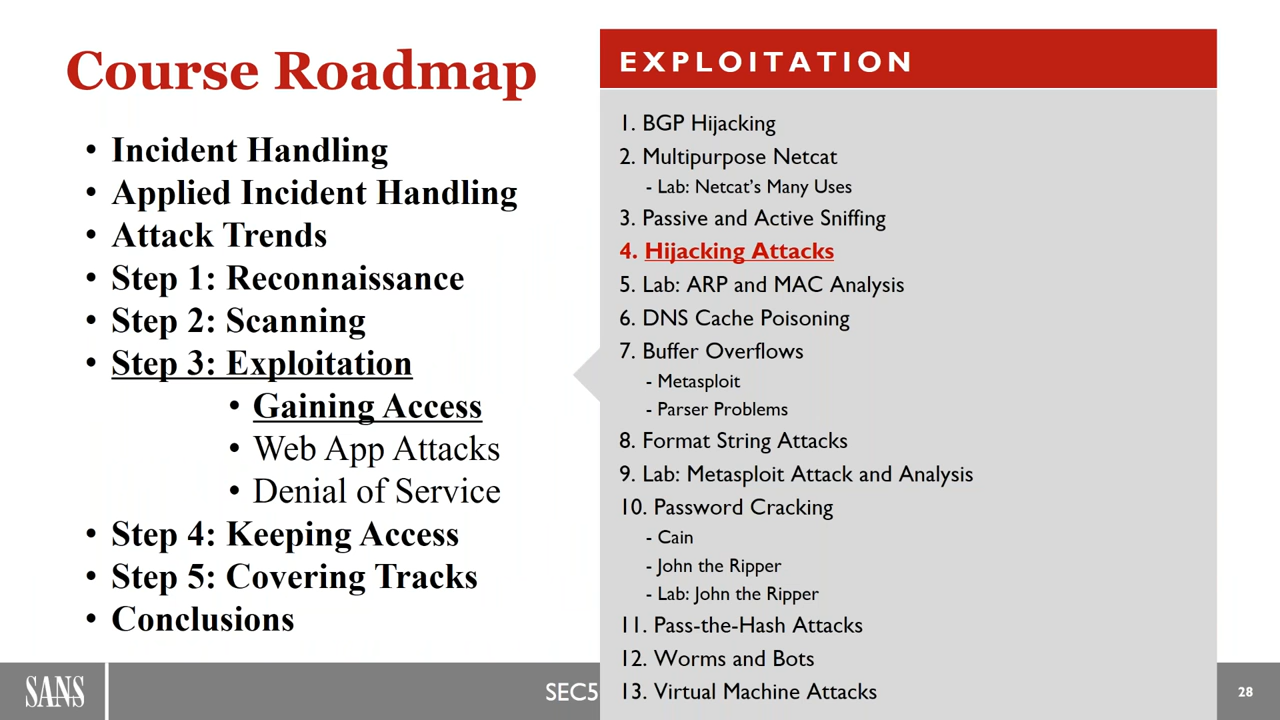 Course Roadmap
• Incident Handling
• Applied Incident Handling
• Attack Trends
• Step 1: Reconnaissance
• Step 2: Scanning
• Step 3: Exploitation
• Gaining Access
• Web App Attacks
• Denial of Service
• Step 4: Keeping Access
• Step 5: Covering Tracks
• Conclusions
EXPLOITATION
1. BGP Hijacking
2. Multipurpose Netcat
- Lab: Netcat's Many Uses
3. Passive and Active Sniffing
4. Hijacking Attacks
5. Lab: ARP and MAC Analysis
6. DNS Cache Poisoning
7. Buffer Overflows
- Metasploit
- Parser Problems
8. Format String Attacks
9. Lab: Metasploit Attack and Analysis
10. Password Cracking
- Cain
- John the Ripper
- Lab: John the Ripper
11. Pass-the-Hash Attacks
12. Worms and Bots
13. Virtual Machine Attacks
SANS
SEC5
28